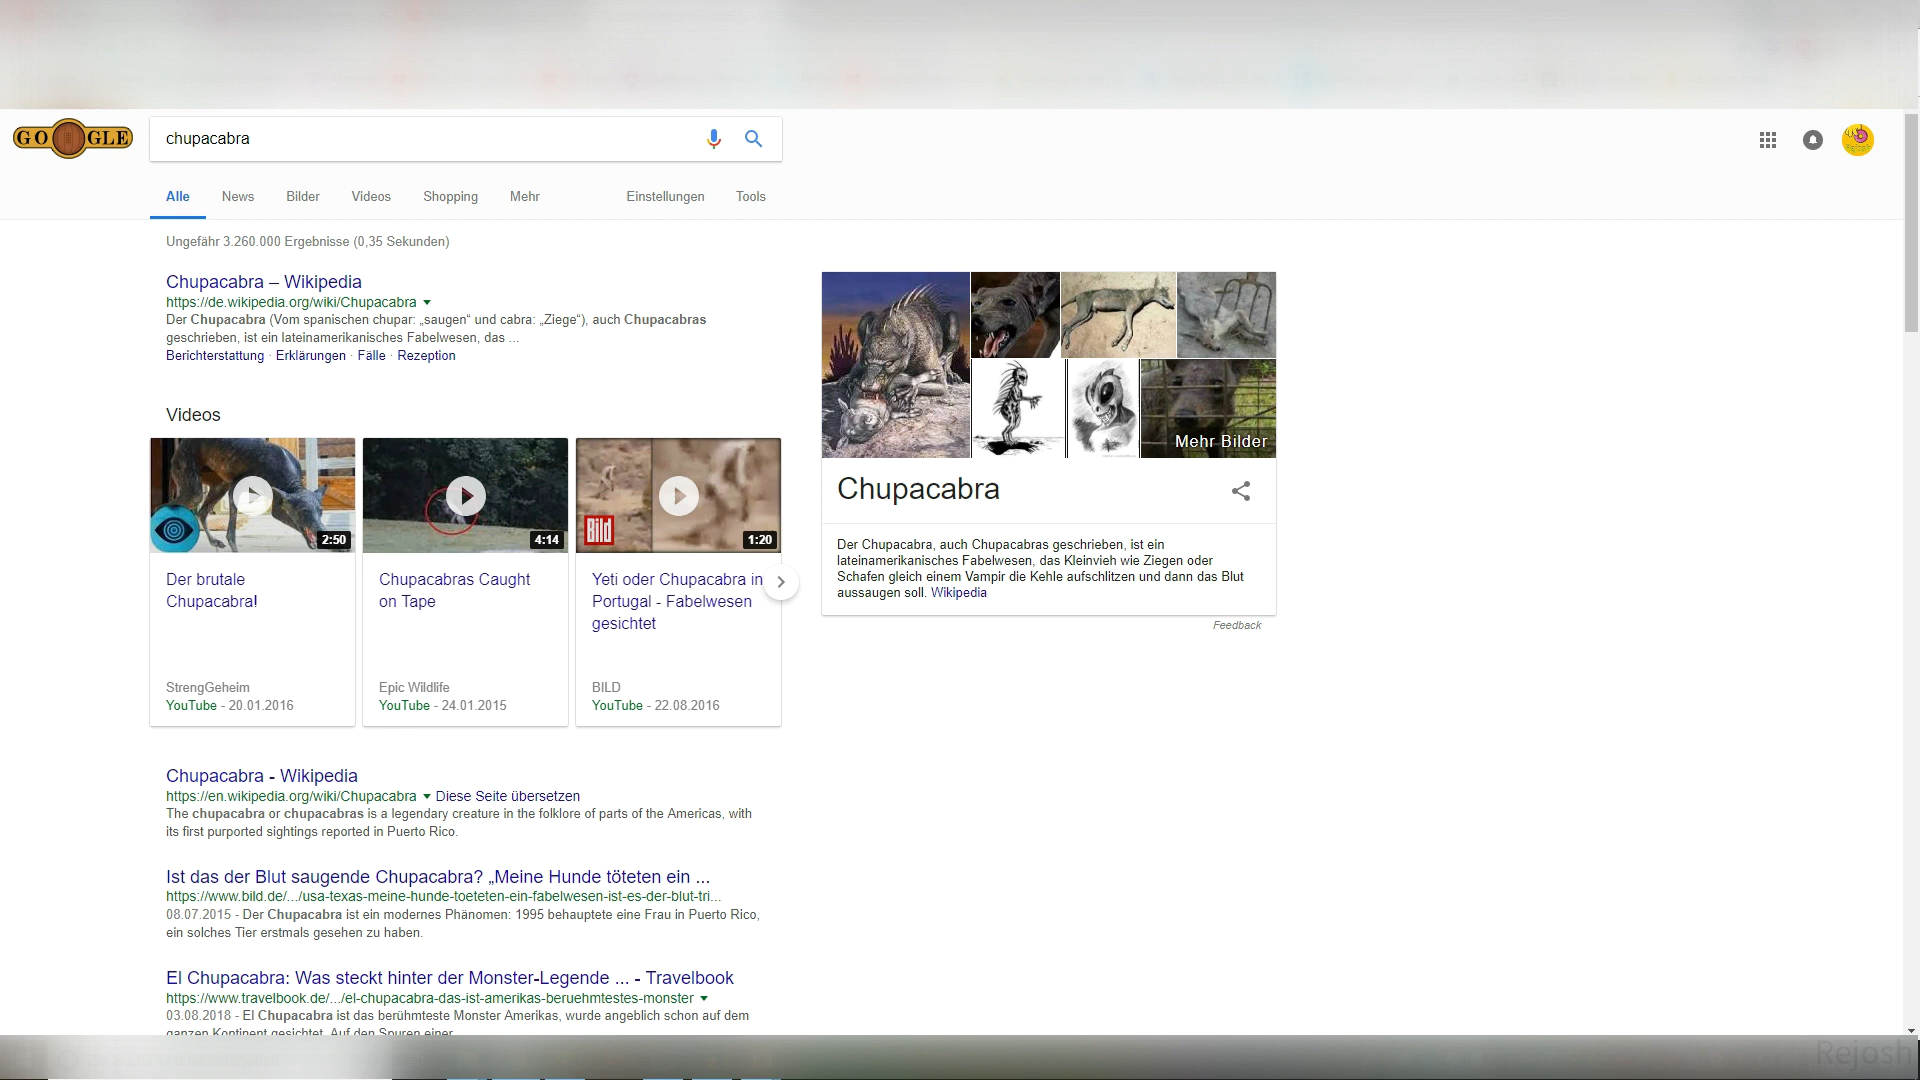 GO GLE
chupacabra
Alle News Bilder Videos Shopping Mehr Einstellungen Tools
Ungefähr 3.260.000 Ergebnisse (0,35 Sekunden)
Chupacabra – Wikipedia
https://de.wikipedia.org/wiki/Chupacabra
Der Chupacabra (Vom spanischen chupar: „saugen“ und cabra: „Ziege“), auch Chupacabras
geschrieben, ist ein lateinamerikanisches Fabelwesen, das ...
Berichterstattung · Erklärungen · Fälle · Rezeption
Videos
2:50
Der brutale
Chupacabra!
StrengGeheim
YouTube - 20.01.2016
4:14
Chupacabras Caught
on Tape
Epic Wildlife
YouTube - 24.01.2015
Bild
1:20
Yeti oder Chupacabra in
Portugal - Fabelwesen
gesichtet
BILD
YouTube - 22.08.2016
Chupacabra - Wikipedia
https://en.wikipedia.org/wiki/Chupacabra Diese Seite übersetzen
The chupacabra or chupacabras is a legendary creature in the folklore of parts of the Americas, with
its first purported sightings reported in Puerto Rico.
Ist das der Blut saugende Chupacabra? „Meine Hunde töteten ein ...
https://www.bild.de/.../usa-texas-meine-hunde-toeteten-ein-fabelwesen-ist-es-der-blut-tri...
08.07.2015 - Der Chupacabra ist ein modernes Phänomen: 1995 behauptete eine Frau in Puerto Rico,
ein solches Tier erstmals gesehen zu haben.
El Chupacabra: Was steckt hinter der Monster-Legende ... - Travelbook
https://www.travelbook.de/.../el-chupacabra-das-ist-amerikas-beruehmtestes-monster
03.08.2018 - El Chupacabra ist das berühmteste Monster Amerikas, wurde angeblich schon auf dem
ganzen Kontinent gesichtet. Auf den Spuren einer
Mehr Bilder
Chupacabra
Der Chupacabra, auch Chupacabras geschrieben, ist ein
lateinamerikanisches Fabelwesen, das Kleinvieh wie Ziegen oder
Schafen gleich einem Vampir die Kehle aufschlitzen und dann das Blut
aussaugen soll. Wikipedia
Feedback
Rejosh